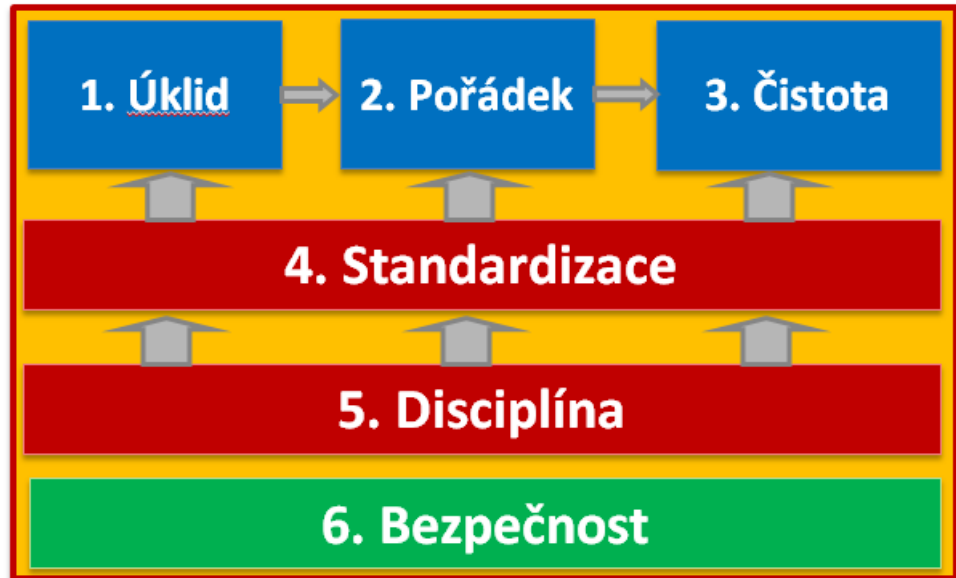 1. Úklid
2. Pořádek
3. Čistota
4. Standardizace
5. Disciplína
6. Bezpečnost